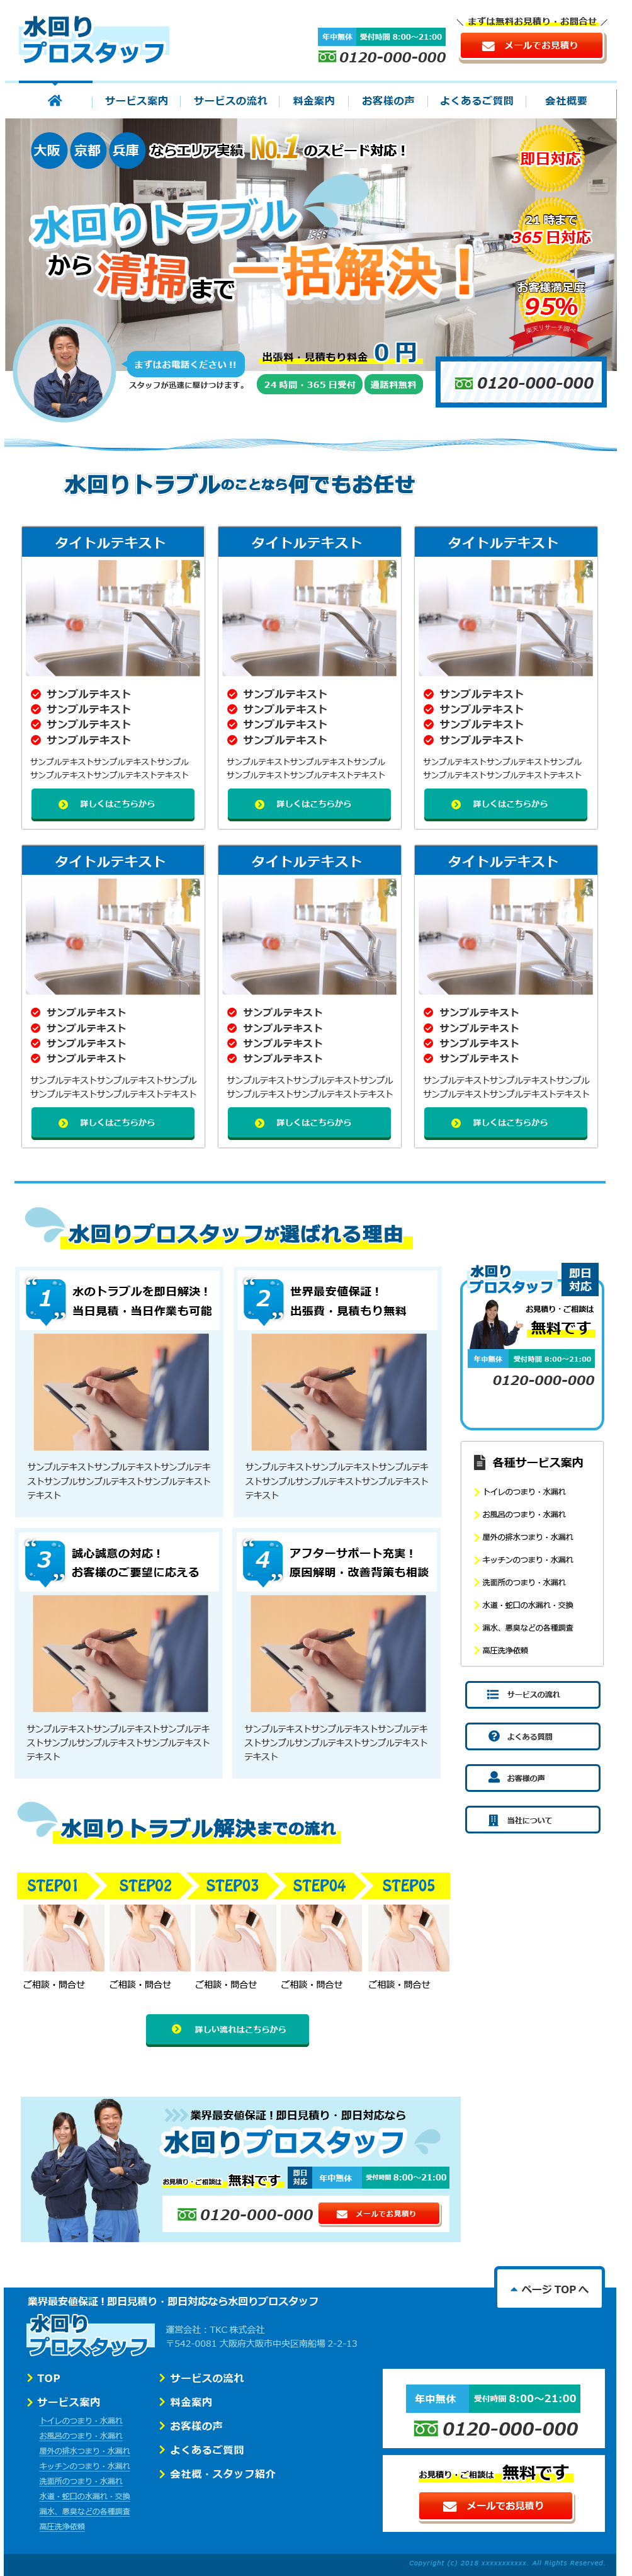 水回り
プロスタッフ
年中無休 受付時間 8:00〜21:00
0120-000-000
＼ まずは無料お見積り・お問合せ ／
メールでお見積り
サービス案内
サービスの流れ
料金案内
お客様の声
よくあるご質問
会社概要
大阪 京都 兵庫 ならエリア実績 No.1 のスピード対応！
水回りトラブル
から清掃まで一括解決！
即日対応
21時まで
365日対応
お客様満足度
95%
楽天リサーチ調べ
まずはお電話ください!!
スタッフが迅速に駆けつけます。
出張料・見積もり料金 0円
24時間・365日受付 通話料無料
0120-000-000
水回りトラブルのことなら何でもお任せ
タイトルテキスト
サンプルテキスト
サンプルテキスト
サンプルテキスト
サンプルテキスト
サンプルテキストサンプルテキストサンプル
サンプルテキストサンプルテキストテキスト
詳しくはこちらから
タイトルテキスト
サンプルテキスト
サンプルテキスト
サンプルテキスト
サンプルテキスト
サンプルテキストサンプルテキストサンプル
サンプルテキストサンプルテキストテキスト
詳しくはこちらから
タイトルテキスト
サンプルテキスト
サンプルテキスト
サンプルテキスト
サンプルテキスト
サンプルテキストサンプルテキストサンプル
サンプルテキストサンプルテキストテキスト
詳しくはこちらから
タイトルテキスト
サンプルテキスト
サンプルテキスト
サンプルテキスト
サンプルテキスト
サンプルテキストサンプルテキストサンプル
サンプルテキストサンプルテキストテキスト
詳しくはこちらから
タイトルテキスト
サンプルテキスト
サンプルテキスト
サンプルテキスト
サンプルテキスト
サンプルテキストサンプルテキストサンプル
サンプルテキストサンプルテキストテキスト
詳しくはこちらから
タイトルテキスト
サンプルテキスト
サンプルテキスト
サンプルテキスト
サンプルテキスト
サンプルテキストサンプルテキストサンプル
サンプルテキストサンプルテキストテキスト
詳しくはこちらから
水回りプロスタッフが選ばれる理由
1
水のトラブルを即日解決！
当日見積・当日作業も可能
サンプルテキストサンプルテキストサンプルテキ
ストサンプルサンプルテキストサンプルテキスト
テキスト
2
世界最安値保証！
出張費・見積もり無料
サンプルテキストサンプルテキストサンプルテキ
ストサンプルサンプルテキストサンプルテキスト
テキスト
3
誠心誠意の対応！
お客様のご要望に応える
サンプルテキストサンプルテキストサンプルテキ
ストサンプルサンプルテキストサンプルテキスト
テキスト
4
アフターサポート充実！
原因解明・改善背策も相談
サンプルテキストサンプルテキストサンプルテキ
ストサンプルサンプルテキストサンプルテキスト
テキスト
水回り
プロスタッフ
即日
対応
お見積り・ご相談は
無料です
年中無休 受付時間 8:00〜21:00
0120-000-000
各種サービス案内
トイレのつまり・水漏れ
お風呂のつまり・水漏れ
屋外の排水つまり・水漏れ
キッチンのつまり・水漏れ
洗面所のつまり・水漏れ
水道・蛇口の水漏れ・交換
漏水、悪臭などの各種調査
高圧洗浄依頼
サービスの流れ
よくある質問
お客様の声
当社について
水回りトラブル解決までの流れ
STEP01 STEP02 STEP03 STEP04 STEP05
ご相談・問合せ ご相談・問合せ ご相談・問合せ ご相談・問合せ ご相談・問合せ
詳しい流れはこちらから
業界最安値保証！即日見積り・即日対応なら
水回りプロスタッフ
お見積り・ご相談は 無料です
即日
対応
年中無休 受付時間 8:00〜21:00
0120-000-000
メールでお見積り
ページTOPへ
業界最安値保証！即日見積り・即日対応なら水回りプロスタッフ
水回り
プロスタッフ
運営会社：TKC 株式会社
〒542-0081 大阪府大阪市中央区南船場 2-2-13
TOP
サービス案内
トイレのつまり・水漏れ
お風呂のつまり・水漏れ
屋外の排水つまり・水漏れ
キッチンのつまり・水漏れ
洗面所のつまり・水漏れ
水道・蛇口の水漏れ・交換
漏水、悪臭などの各種調査
高圧洗浄依頼
サービスの流れ
料金案内
お客様の声
よくあるご質問
会社概・スタッフ紹介
年中無休 受付時間 8:00〜21:00
0120-000-000
お見積り・ご相談は 無料です
メールでお見積り
Copyright (c) 2018 xxxxxxxxxxx. All Rights Reserved.